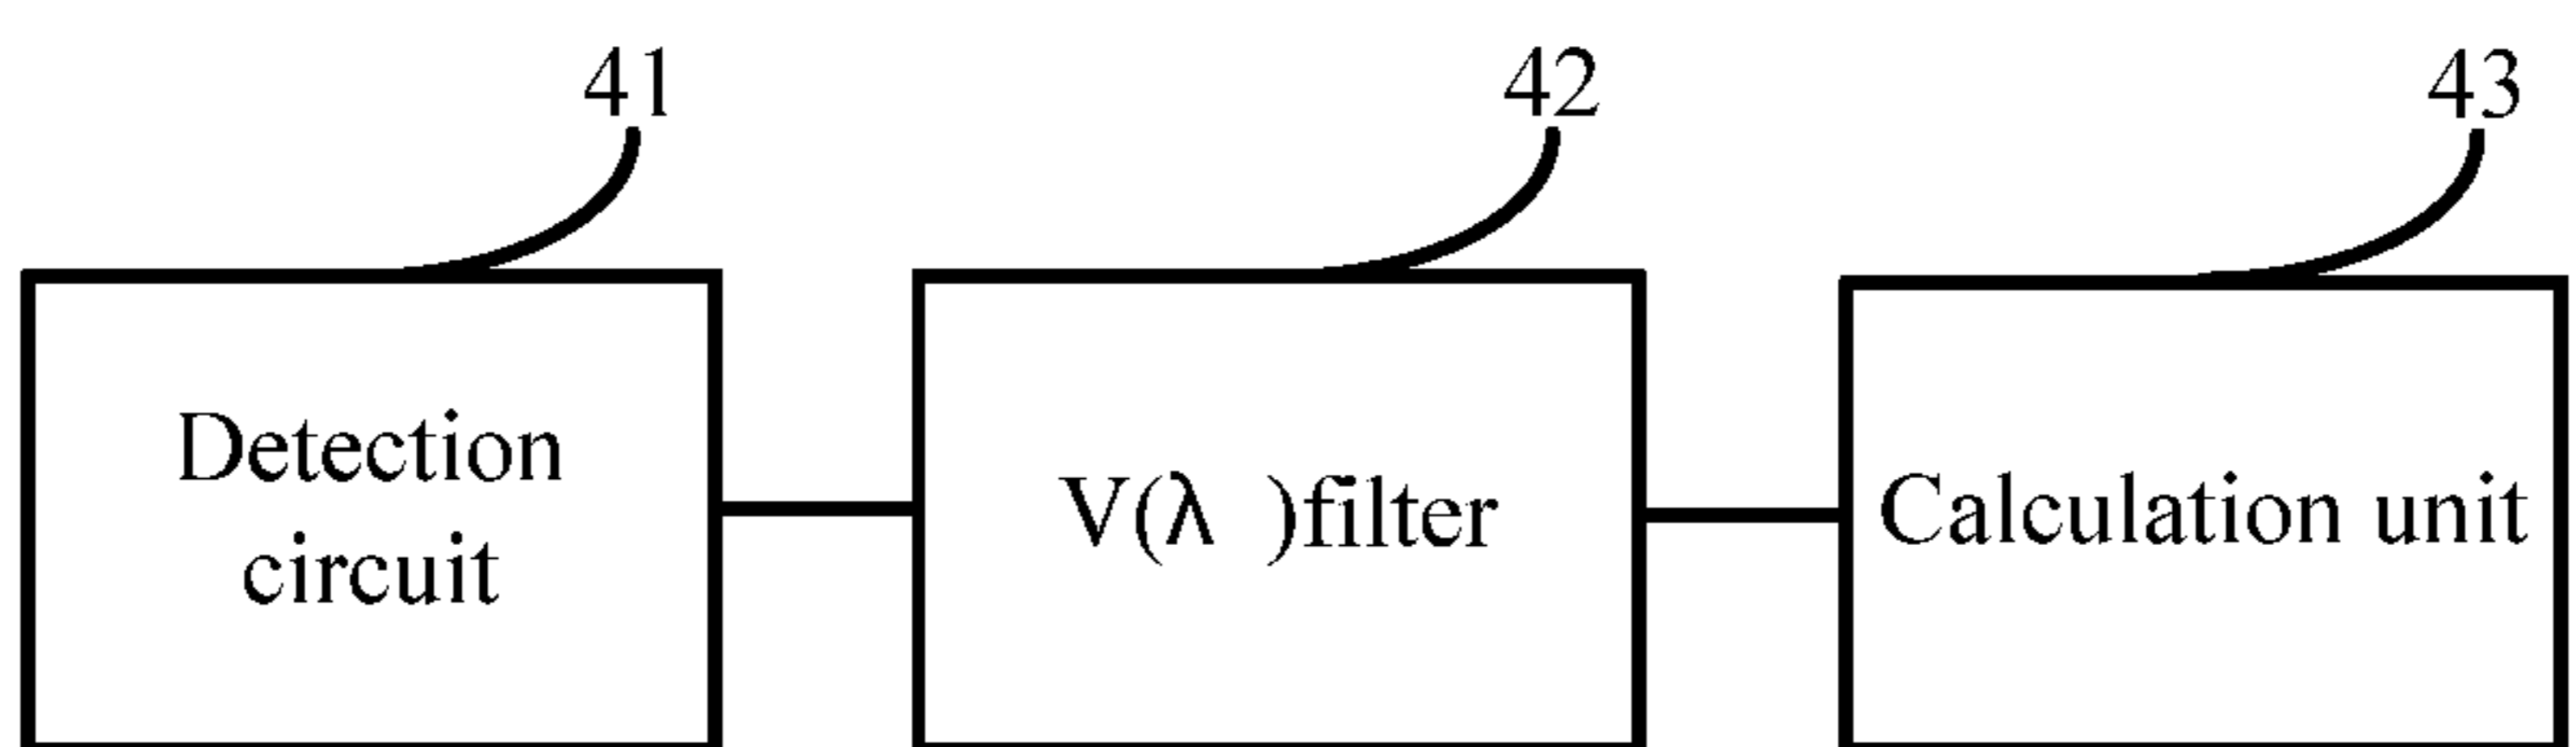 41
42
43
Detection
circuit
V(λ )filter
Calculation unit